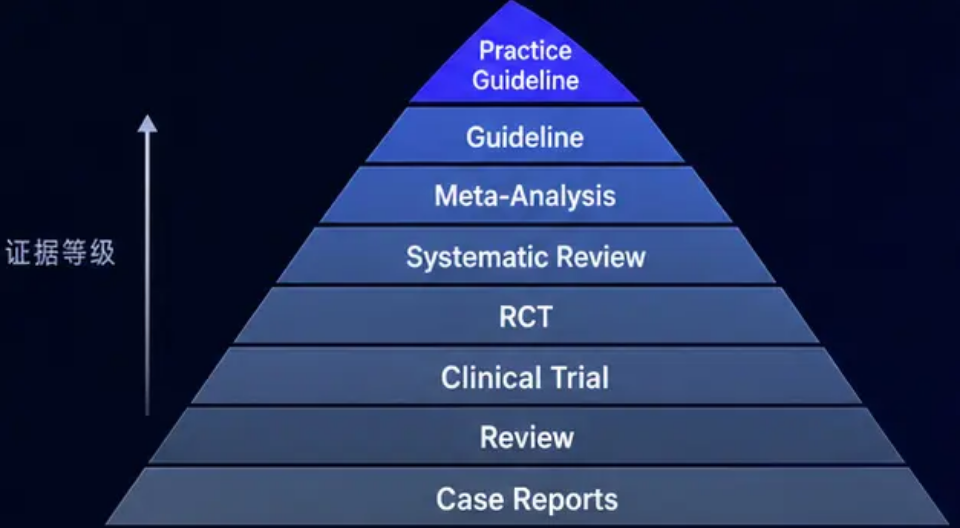 Practice
Guideline
Guideline
Meta-Analysis
证据等级
Systematic Review
RCT
Clinical Trial
Review
Case Reports